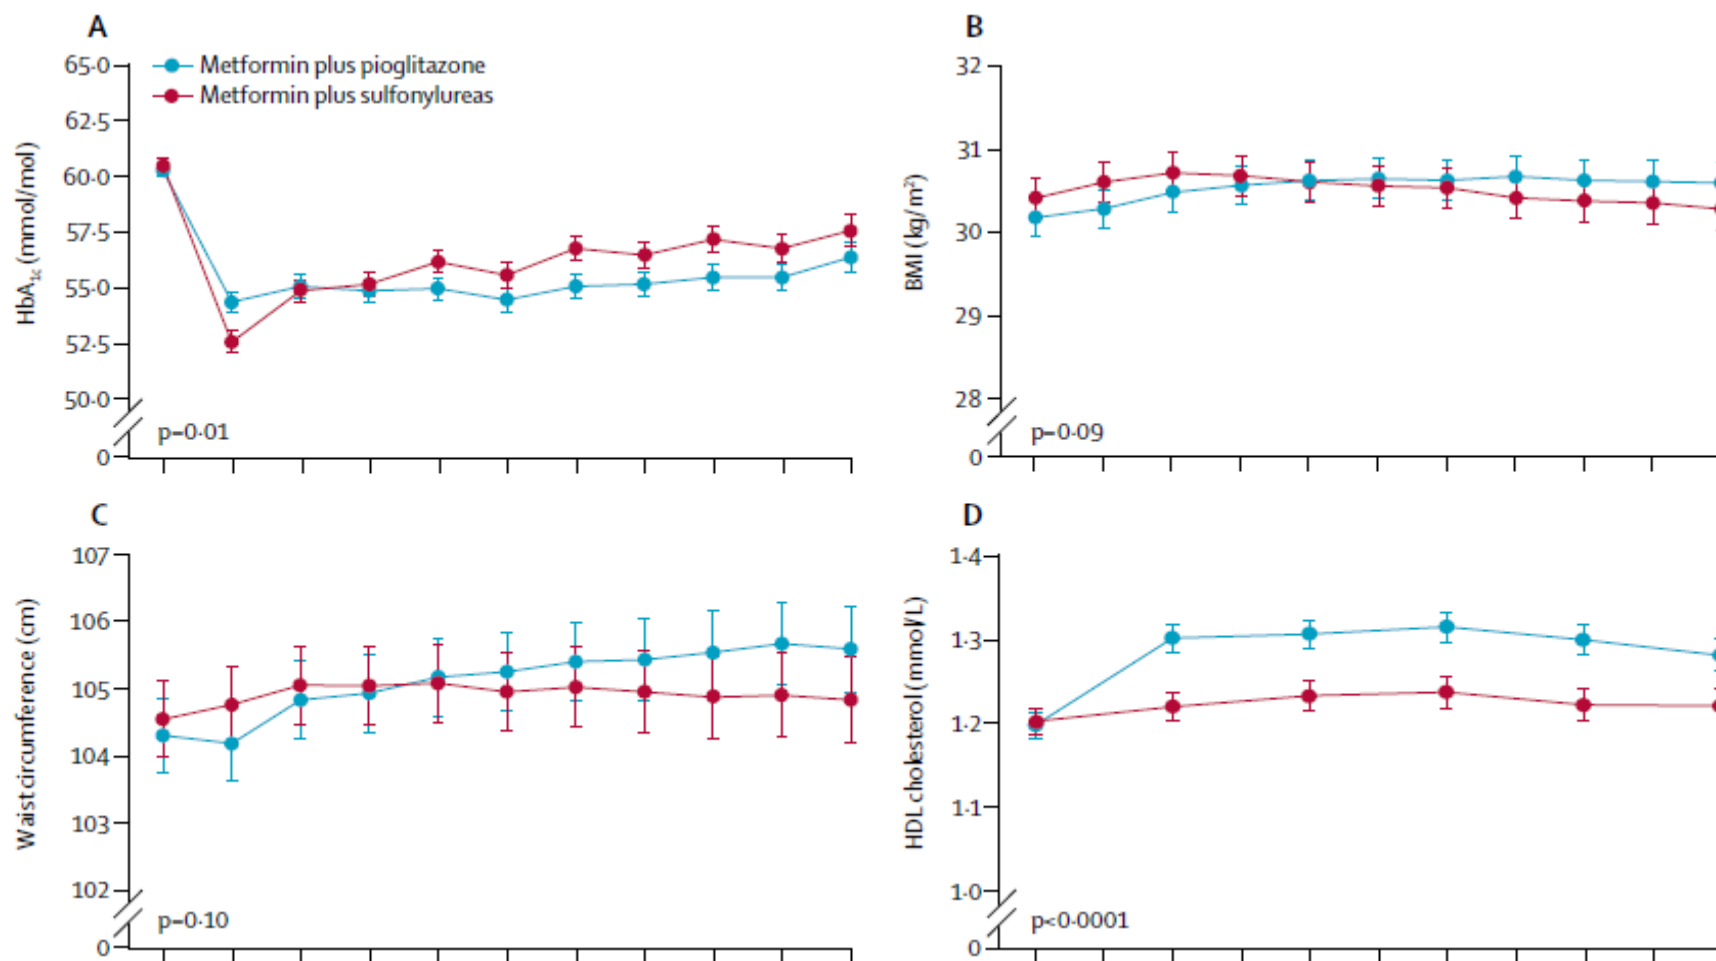 A
65·0
Metformin plus pioglitazone
Metformin plus sulfonylureas
62·5
60·0
57·5
55·0
52·5
50·0
0
HbA1c (mmol/mol)
p=0·01
B
32
31
30
29
28
0
BMI (kg/m²)
p=0·09
C
107
106
105
104
103
102
0
Waist circumference (cm)
p=0·10
D
1·4
1·3
1·2
1·1
1·0
0
HDL cholesterol (mmol/L)
p<0·0001